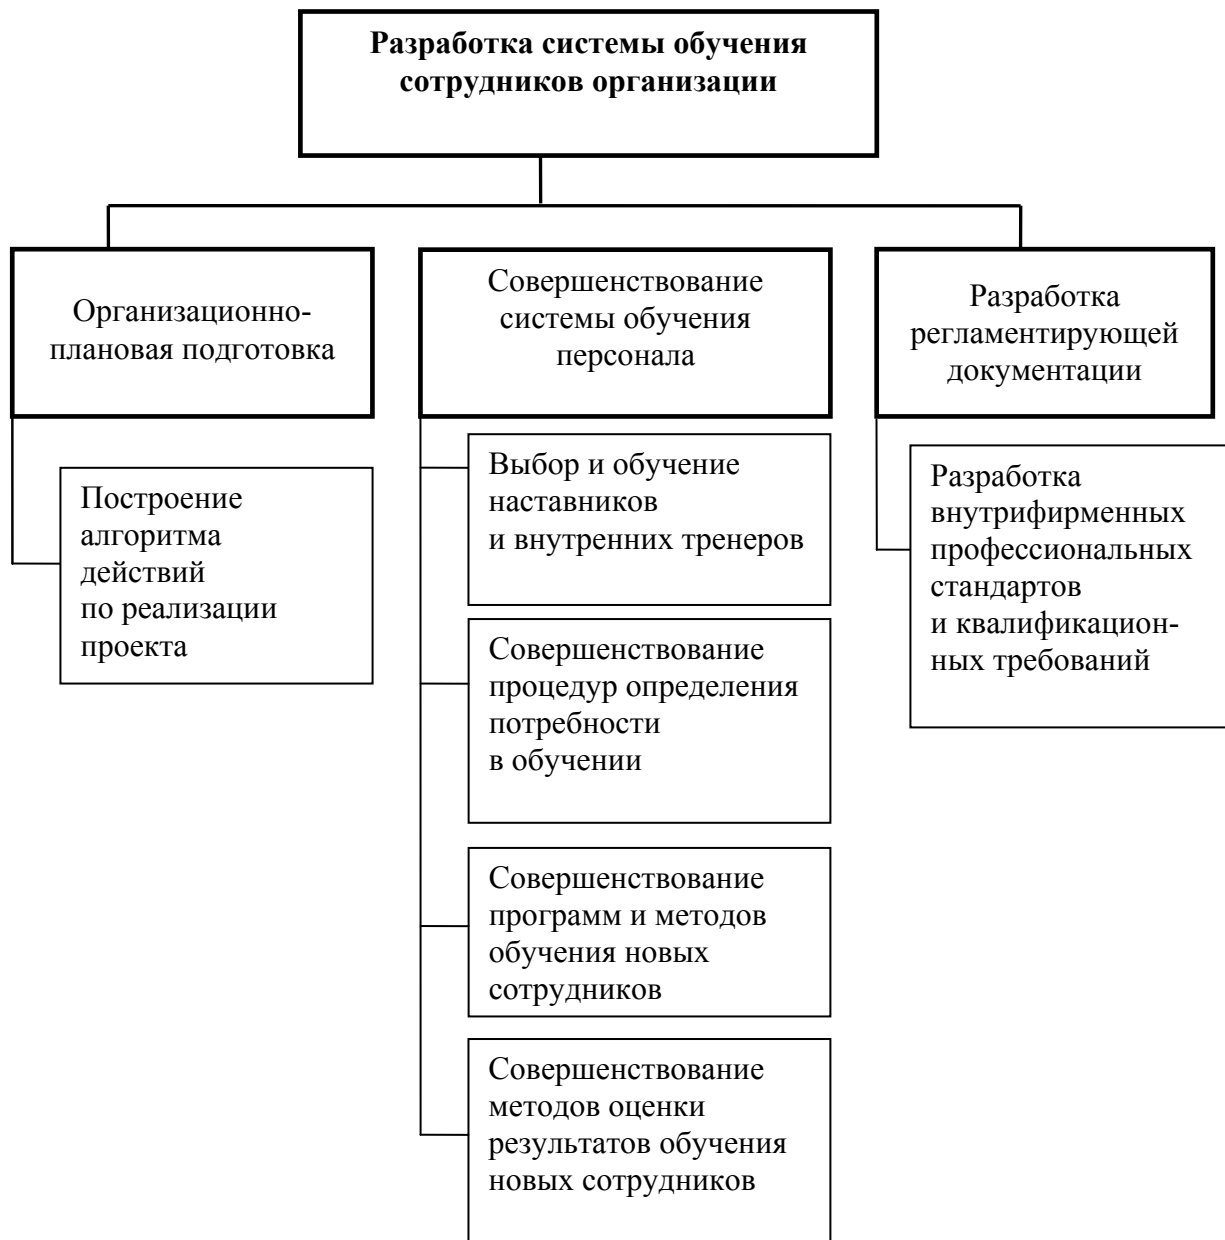 Разработка системы обучения
сотрудников организации
Организационно-
плановая подготовка
Совершенствование
системы обучения
персонала
Разработка
регламентирующей
документации
Построение
алгоритма
действий
по реализации
проекта
Выбор и обучение
наставников
и внутренних тренеров
Совершенствование
процедур определения
потребности
в обучении
Совершенствование
программ и методов
обучения новых
сотрудников
Совершенствование
методов оценки
результатов обучения
новых сотрудников
Разработка
внутрифирменных
профессиональных
стандартов
и квалификацион-
ных требований